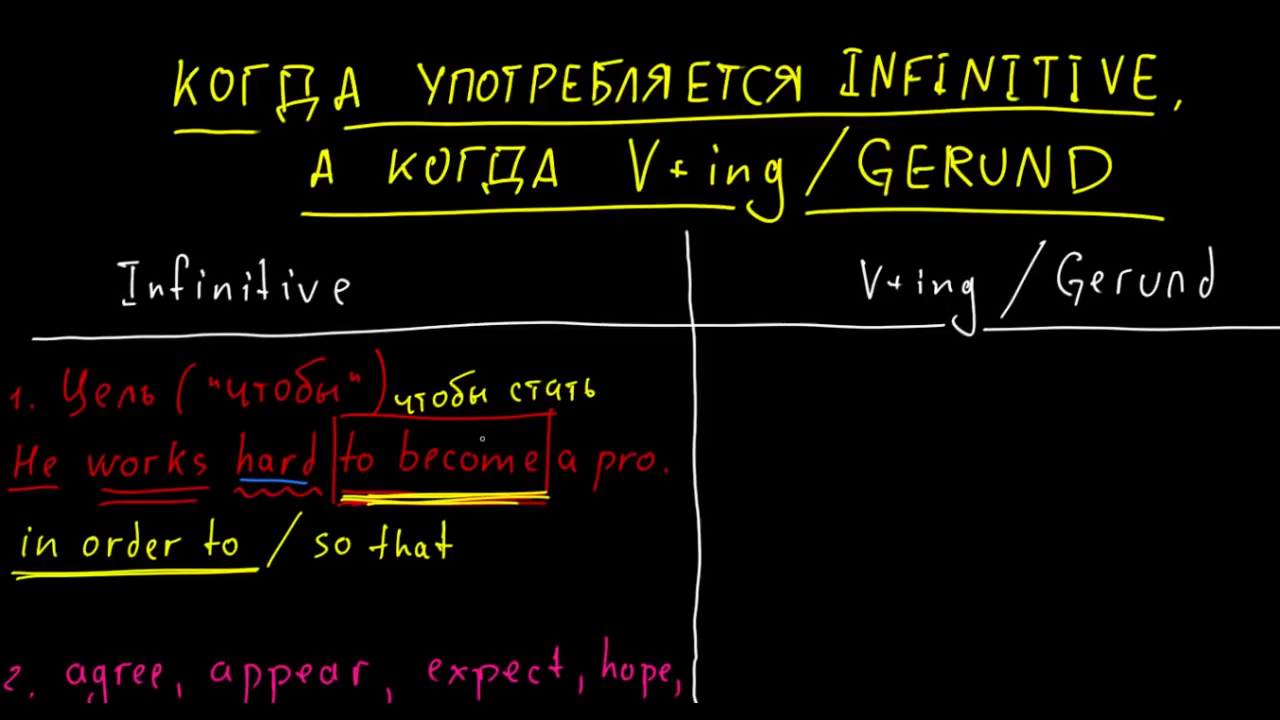 КОГДА УПОТРЕБЛЯЕТСЯ INFINITIVE,
А КОГДА V+ing/GERUND
Infinitive
V+ing/Gerund
1. Цель ("чтобы") чтобы стать
He works hard to become a pro.
in order to / so that
2. agree, appear, expect, hope,